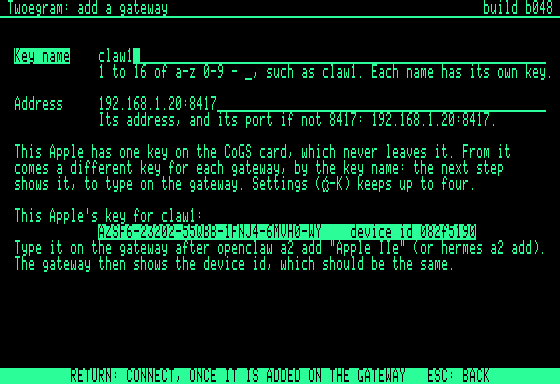 Twoegram: add a gateway build b048
Key name claw1
1 to 16 of a-z 0-9 - _, such as claw1. Each name has its own key.
Address 192.168.1.20:8417
Its address, and its port if not 8417: 192.168.1.20:8417.
This Apple has one key on the CoGS card, which never leaves it. From it
comes a different key for each gateway, by the key name: the next step
shows it, to type on the gateway. Settings (-K) keeps up to four.
This Apple's key for claw1:
AZSF6-23202-55QBB-1FNJ4-6MVH0-WY device id 082f5190
Type it on the gateway after openclaw a2 add "Apple IIe" (or hermes a2 add).
The gateway then shows the device id, which should be the same.
RETURN: CONNECT, ONCE IT IS ADDED ON THE GATEWAY ESC: BACK